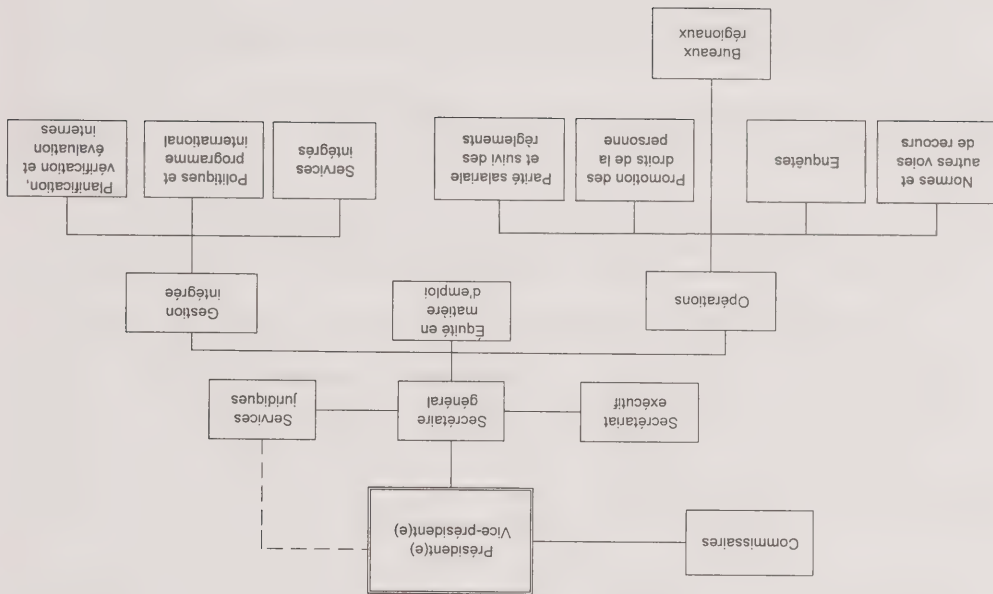 Commissaires
Président(e)
Vice-président(e)
Secrétariat
exécutif
Secrétaire
général
Services
juridiques
Opérations
Équité en
matière
d'emploi
Gestion
intégrée
Normes et
autres voies
de recours
Enquêtes
Promotion des
droits de la
personne
Parité salariale
et suivi des
règlements
Services
intégrés
Politiques et
programme
international
Planification,
vérification et
évaluation
internes
Bureaux
régionaux